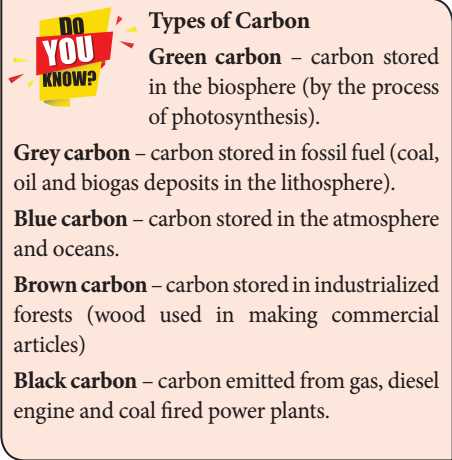 DO
YOU
KNOW?
Types of Carbon
Green carbon – carbon stored
in the biosphere (by the process
of photosynthesis).
Grey carbon – carbon stored in fossil fuel (coal,
oil and biogas deposits in the lithosphere).
Blue carbon – carbon stored in the atmosphere
and oceans.
Brown carbon – carbon stored in industrialized
forests (wood used in making commercial
articles)
Black carbon – carbon emitted from gas, diesel
engine and coal fired power plants.